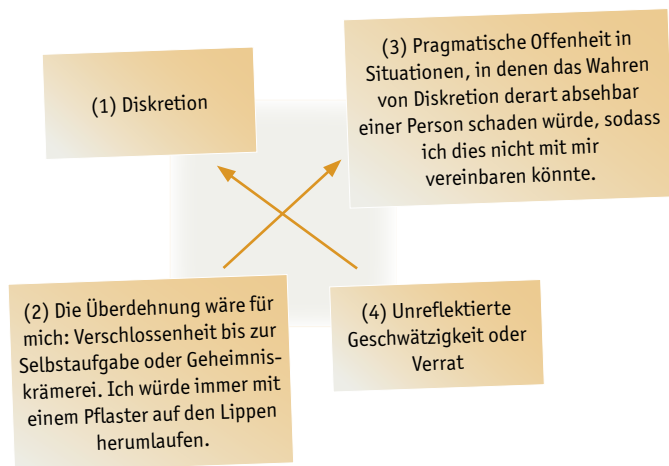 (1) Diskretion
(3) Pragmatische Offenheit in
Situationen, in denen das Wahren
von Diskretion derart absehbar
einer Person schaden würde, sodass
ich dies nicht mit mir
vereinbaren könnte.
(2) Die Überdehnung wäre für
mich: Verschlossenheit bis zur
Selbstaufgabe oder Geheimnis-
krämerei. Ich würde immer mit
einem Pflaster auf den Lippen
herumlaufen.
(4) Unreflektierte
Geschwätzigkeit oder
Verrat